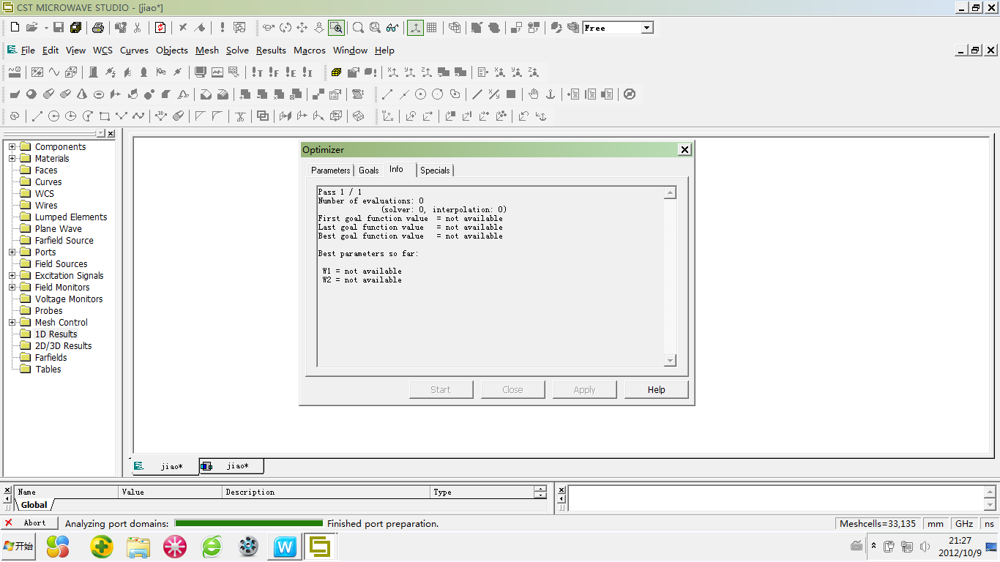 CST MICROWAVE STUDIO - [jiao*]
Free
File Edit View WCS Curves Objects Mesh Solve Results Macros Window Help
Components
Materials
Faces
Curves
WCS
Wires
Lumped Elements
Plane Wave
Farfield Source
Ports
Field Sources
Excitation Signals
Field Monitors
Voltage Monitors
Probes
Mesh Control
1D Results
2D/3D Results
Farfields
Tables
Optimizer
Parameters Goals Info Specials
Pass 1 / 1
Number of evaluations: 0
(solver: 0, interpolation: 0)
First goal function value = not available
Last goal function value = not available
Best goal function value = not available
Best parameters so far:
W1 = not available
W2 = not available
Start Close Apply Help
jiao* jiao*
Name Value Description Type
Global
Abort Analyzing port domains: Finished port preparation. Meshcells=33,135 mm GHz ns
开始
21:27
2012/10/9